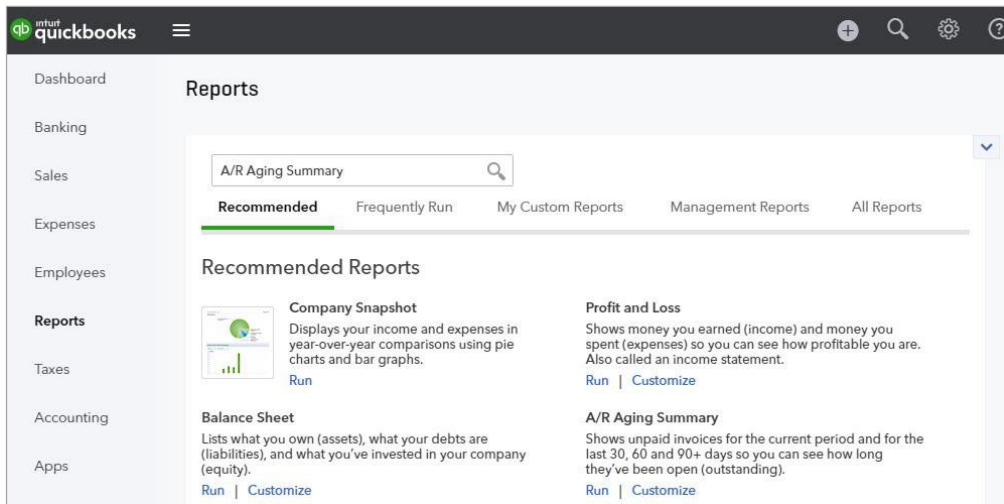 intuit
quickbooks
Dashboard
Banking
Sales
Expenses
Employees
Reports
Taxes
Accounting
Apps
Reports
A/R Aging Summary
Recommended Frequently Run My Custom Reports Management Reports All Reports
Recommended Reports
Company Snapshot
Displays your income and expenses in
year-over-year comparisons using pie
charts and bar graphs.
Run
Profit and Loss
Shows money you earned (income) and money you
spent (expenses) so you can see how profitable you are.
Also called an income statement.
Run | Customize
Balance Sheet
Lists what you own (assets), what your debts are
(liabilities), and what you've invested in your company
(equity).
Run | Customize
A/R Aging Summary
Shows unpaid invoices for the current period and for the
last 30, 60 and 90+ days so you can see how long
they've been open (outstanding).
Run | Customize